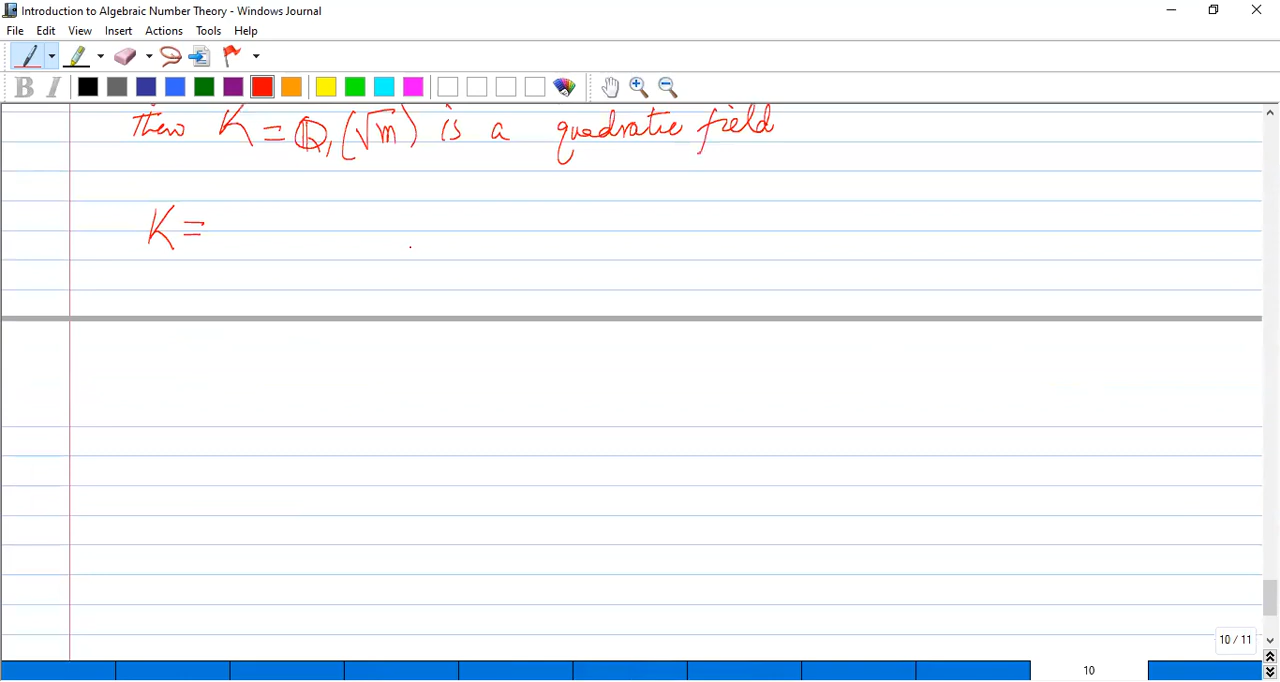 Introduction to Algebraic Number Theory - Windows Journal
File Edit View Insert Actions Tools Help
B I
then K = ℚ(√m) is a quadratic field
K =
10 / 11
10